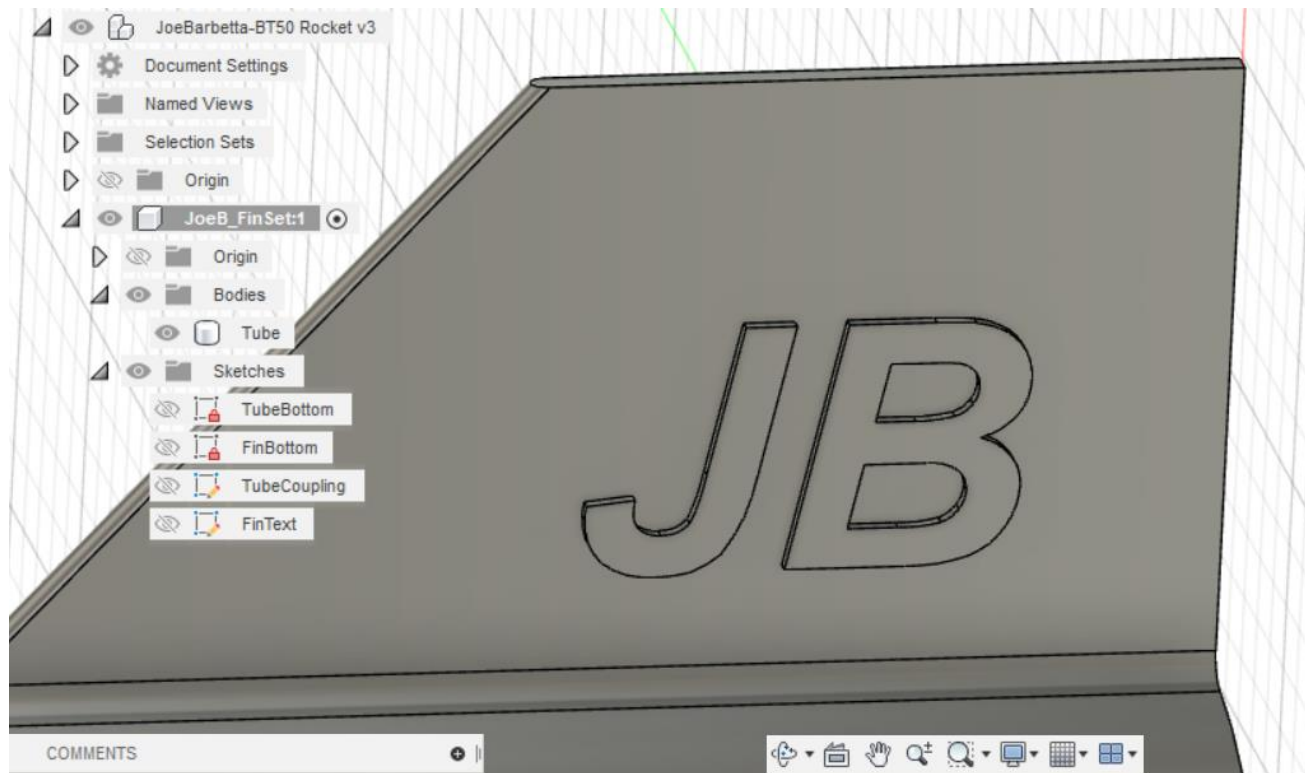 JoeBarbetta-BT50 Rocket v3
Document Settings
Named Views
Selection Sets
Origin
JoeB_FinSet:1
Origin
Bodies
Tube
Sketches
TubeBottom
FinBottom
TubeCoupling
FinText
JB
COMMENTS